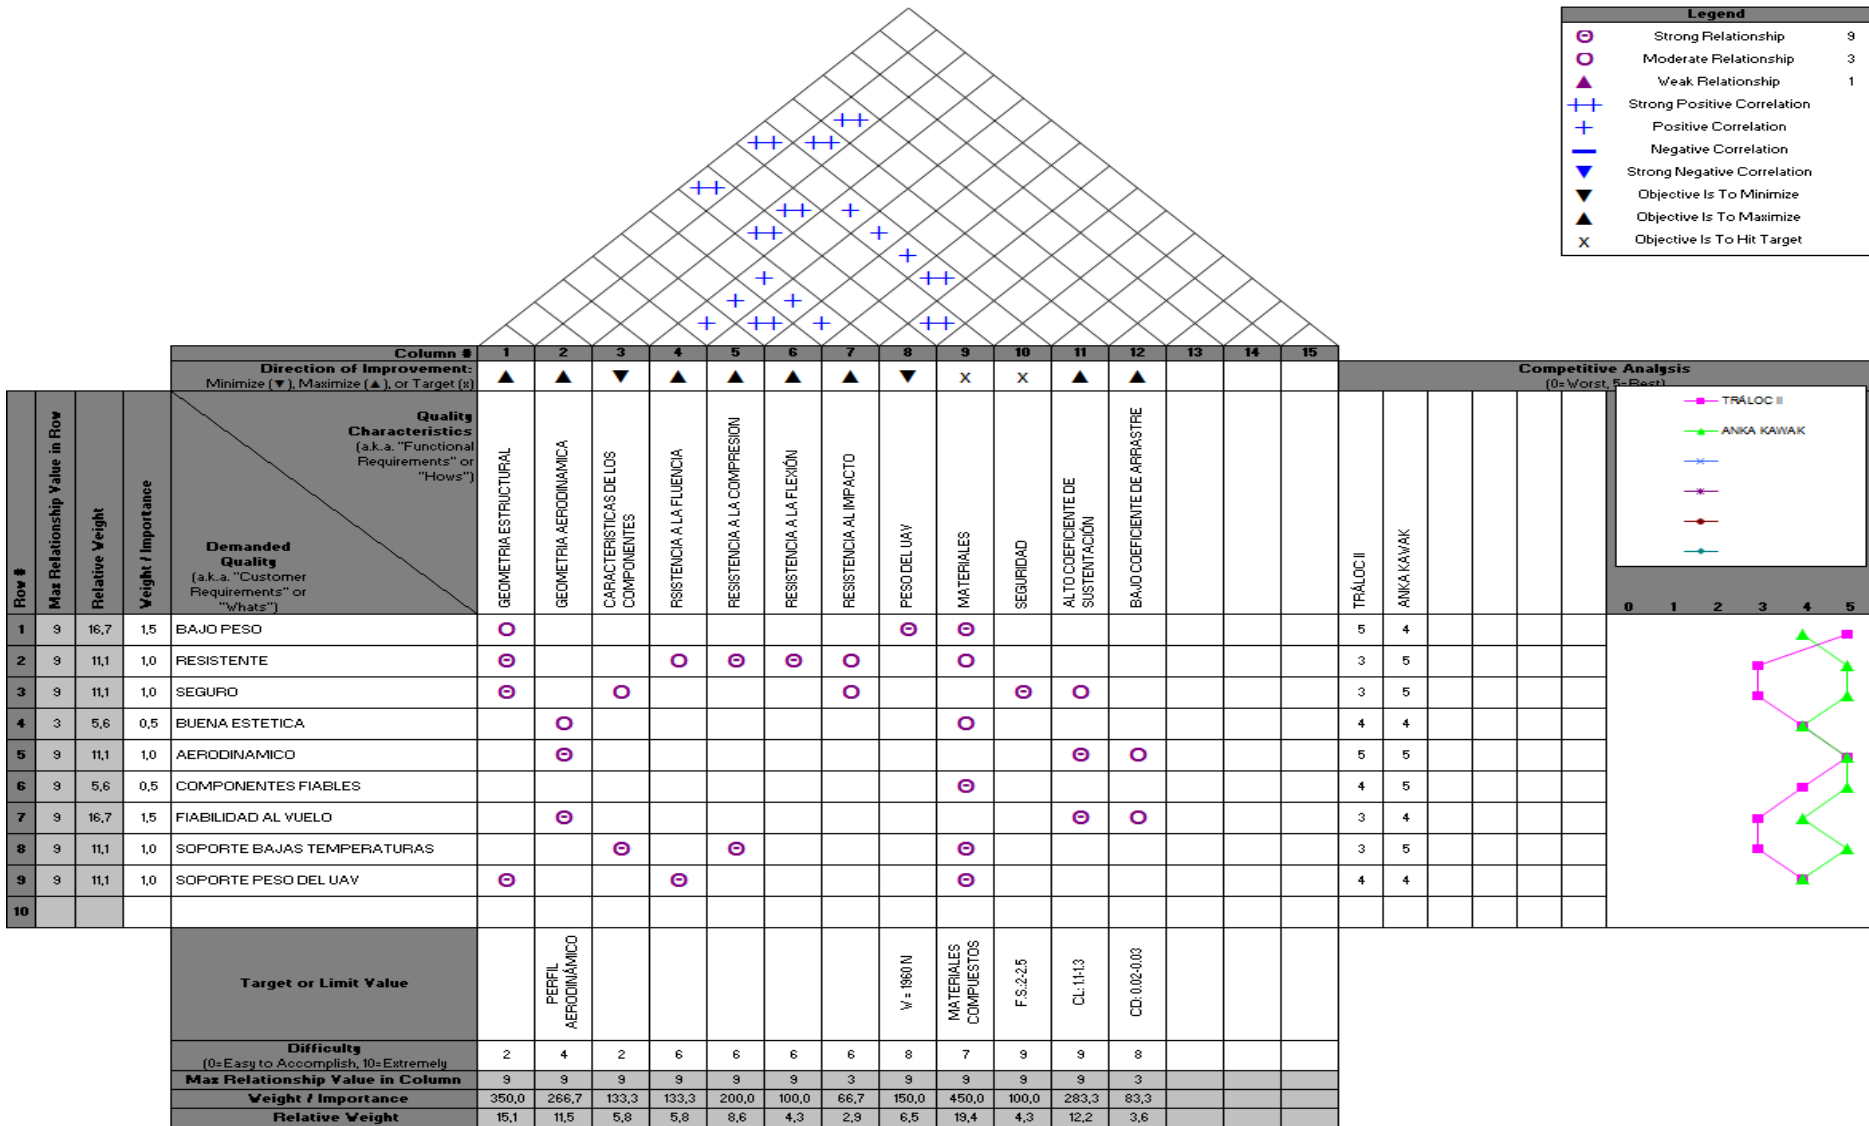 Legend
Strong Relationship 9
Moderate Relationship 3
Weak Relationship 1
++ Strong Positive Correlation
+ Positive Correlation
Negative Correlation
▼ Strong Negative Correlation
▼ Objective Is To Minimize
▲ Objective Is To Maximize
x Objective Is To Hit Target
++
++ ++
++
++ +
++ +
+
+ ++
+ +
+ ++ + ++
Column # 1 2 3 4 5 6 7 8 9 10 11 12 13 14 15
Direction of Improvement:
Minimize (▼), Maximize (▲), or Target (x)
▲ ▲ ▼ ▲ ▲ ▲ ▲ ▼ x x ▲ ▲
Competitive Analysis
(0=Worst, 5=Best)
Row #
Max Relationship Value in Row
Relative Weight
Weight / Importance
Quality
Characteristics
(a.k.a. "Functional
Requirements" or
"Hows")
Demanded
Quality
(a.k.a. "Customer
Requirements" or
"Whats")
GEOMETRIA ESTRUCTURAL
GEOMETRIA AERODINAMICA
CARACTERISTICAS DE LOS
COMPONENTES
RSISTENCIA A LA FLUENCIA
RESISTENCIA A LA COMPRESION
RESISTENCIA A LA FLEXIÓN
RESISTENCIA AL IMPACTO
PESO DEL UAV
MATERIALES
SEGURIDAD
ALTO COEFICIENTE DE
SUSTENTACIÓN
BAJO COEFICIENTE DE ARRASTRE
TRÁLOC II
ANKA KAWAK
TRÁLOC II
ANKA KAWAK
0 1 2 3 4 5
1 9 16,7 1,5 BAJO PESO 5 4
2 9 11,1 1,0 RESISTENTE 3 5
3 9 11,1 1,0 SEGURO 3 5
4 3 5,6 0,5 BUENA ESTETICA 4 4
5 9 11,1 1,0 AERODINAMICO 5 5
6 9 5,6 0,5 COMPONENTES FIABLES 4 5
7 9 16,7 1,5 FIABILIDAD AL VUELO 3 4
8 9 11,1 1,0 SOPORTE BAJAS TEMPERATURAS 3 5
9 9 11,1 1,0 SOPORTE PESO DEL UAV 4 4
10
Target or Limit Value
PERFIL
AERODINÁMICO
W = 1960 N
MATERIALES
COMPUESTOS
F.S.:2-2.5
CL: 1.1-1.3
CD: 0.02-0.03
Difficulty
(0=Easy to Accomplish, 10=Extremely
2 4 2 6 6 6 6 8 7 9 9 8
Max Relationship Value in Column 9 9 9 9 9 9 3 9 9 9 9 3
Weight / Importance 350,0 266,7 133,3 133,3 200,0 100,0 66,7 150,0 450,0 100,0 283,3 83,3
Relative Weight 15,1 11,5 5,8 5,8 8,6 4,3 2,9 6,5 19,4 4,3 12,2 3,6